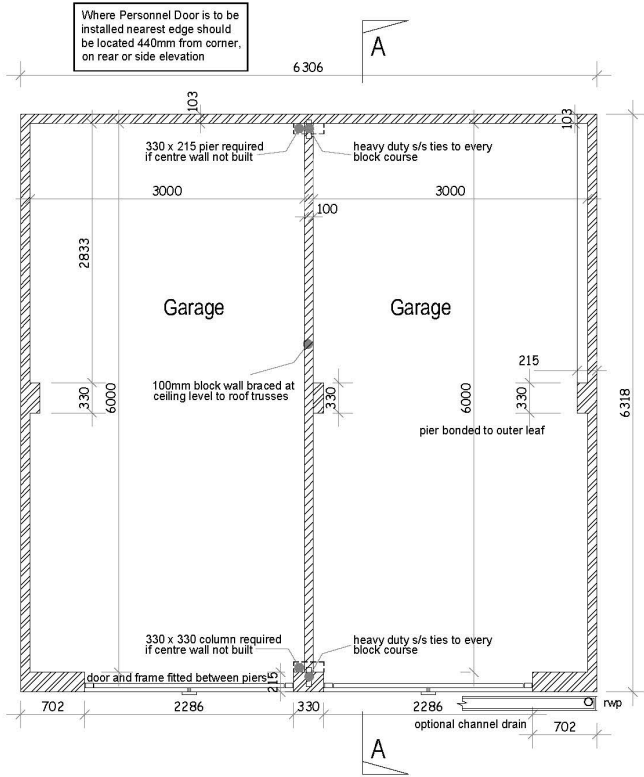 Where Personnel Door is to be
installed nearest edge should
be located 440mm from corner,
on rear or side elevation
A
6306
103
103
330 x 215 pier required
if centre wall not built
heavy duty s/s ties to every
block course
3000
3000
100
2833
Garage
Garage
215
100mm block wall braced at
ceiling level to roof trusses
330
6000
330
6000
330
6318
pier bonded to outer leaf
330 x 330 column required
if centre wall not built
heavy duty s/s ties to every
block course
door and frame fitted between piers
215
rwp
702
2286
330
2286
optional channel drain
702
A